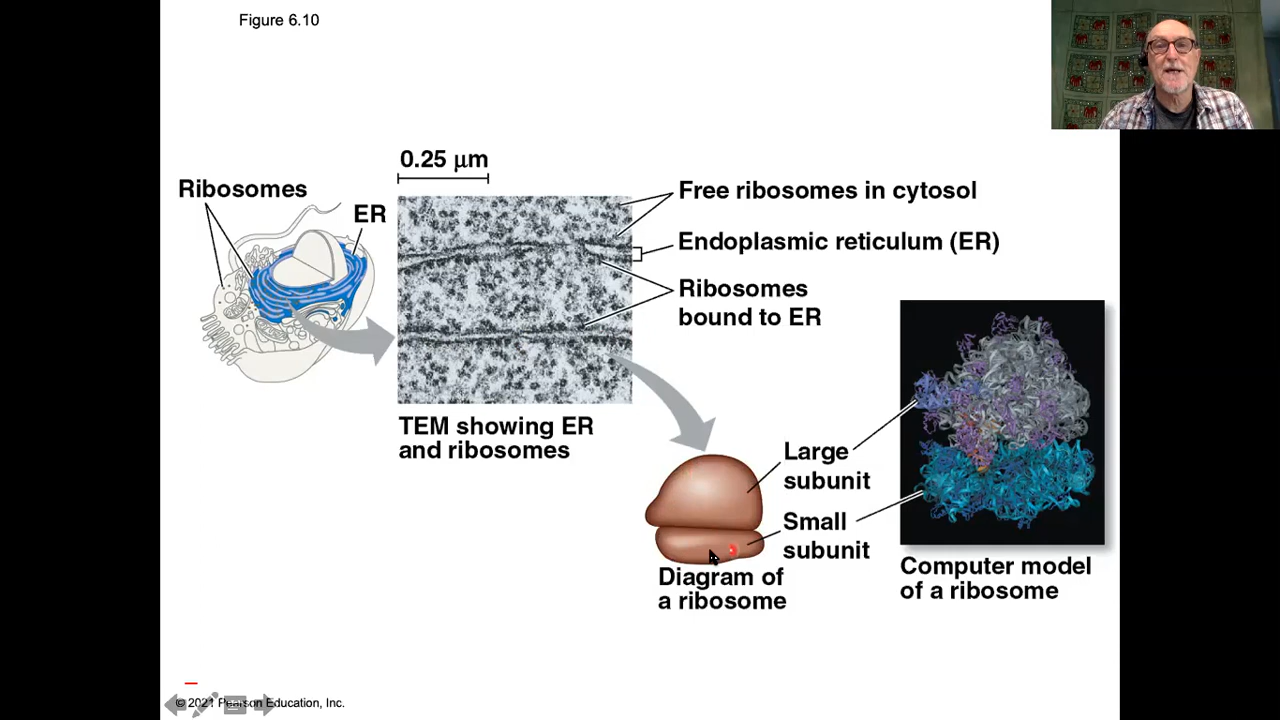 Figure 6.10
0.25 μm
Ribosomes
ER
Free ribosomes in cytosol
Endoplasmic reticulum (ER)
Ribosomes
bound to ER
TEM showing ER
and ribosomes
Large
subunit
Small
subunit
Diagram of
a ribosome
Computer model
of a ribosome
© 2021 Pearson Education, Inc.